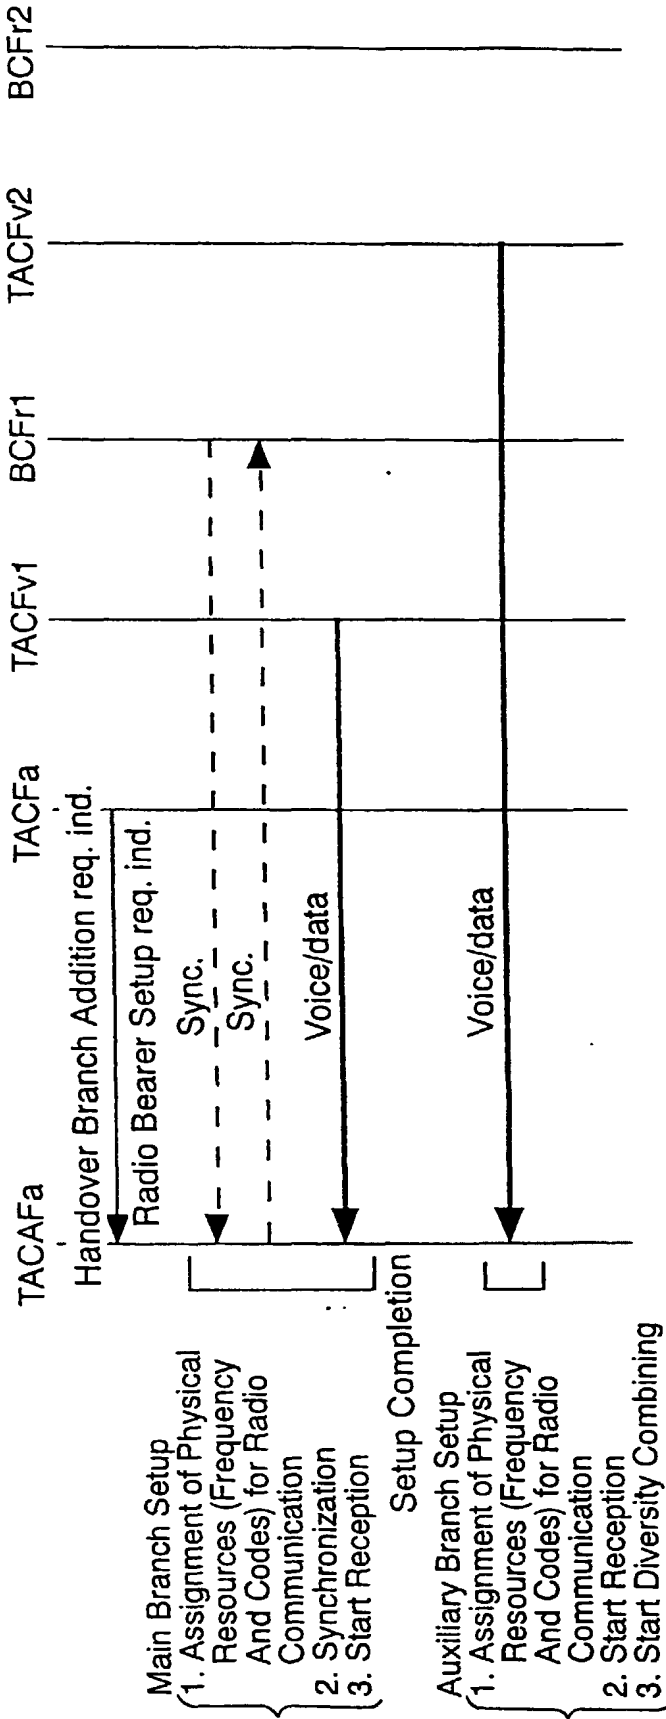 TACAFa
TACFa
TACFv1
BCFr1
TACFv2
BCFr2
Handover Branch Addition req. ind.
Radio Bearer Setup req. ind.
Sync.
Sync.
Voice/data
Voice/data
Main Branch Setup
1. Assignment of Physical
Resources (Frequency
And Codes) for Radio
Communication
2. Synchronization
3. Start Reception
Setup Completion
Auxiliary Branch Setup
1. Assignment of Physical
Resources (Frequency
And Codes) for Radio
Communication
2. Start Reception
3. Start Diversity Combining